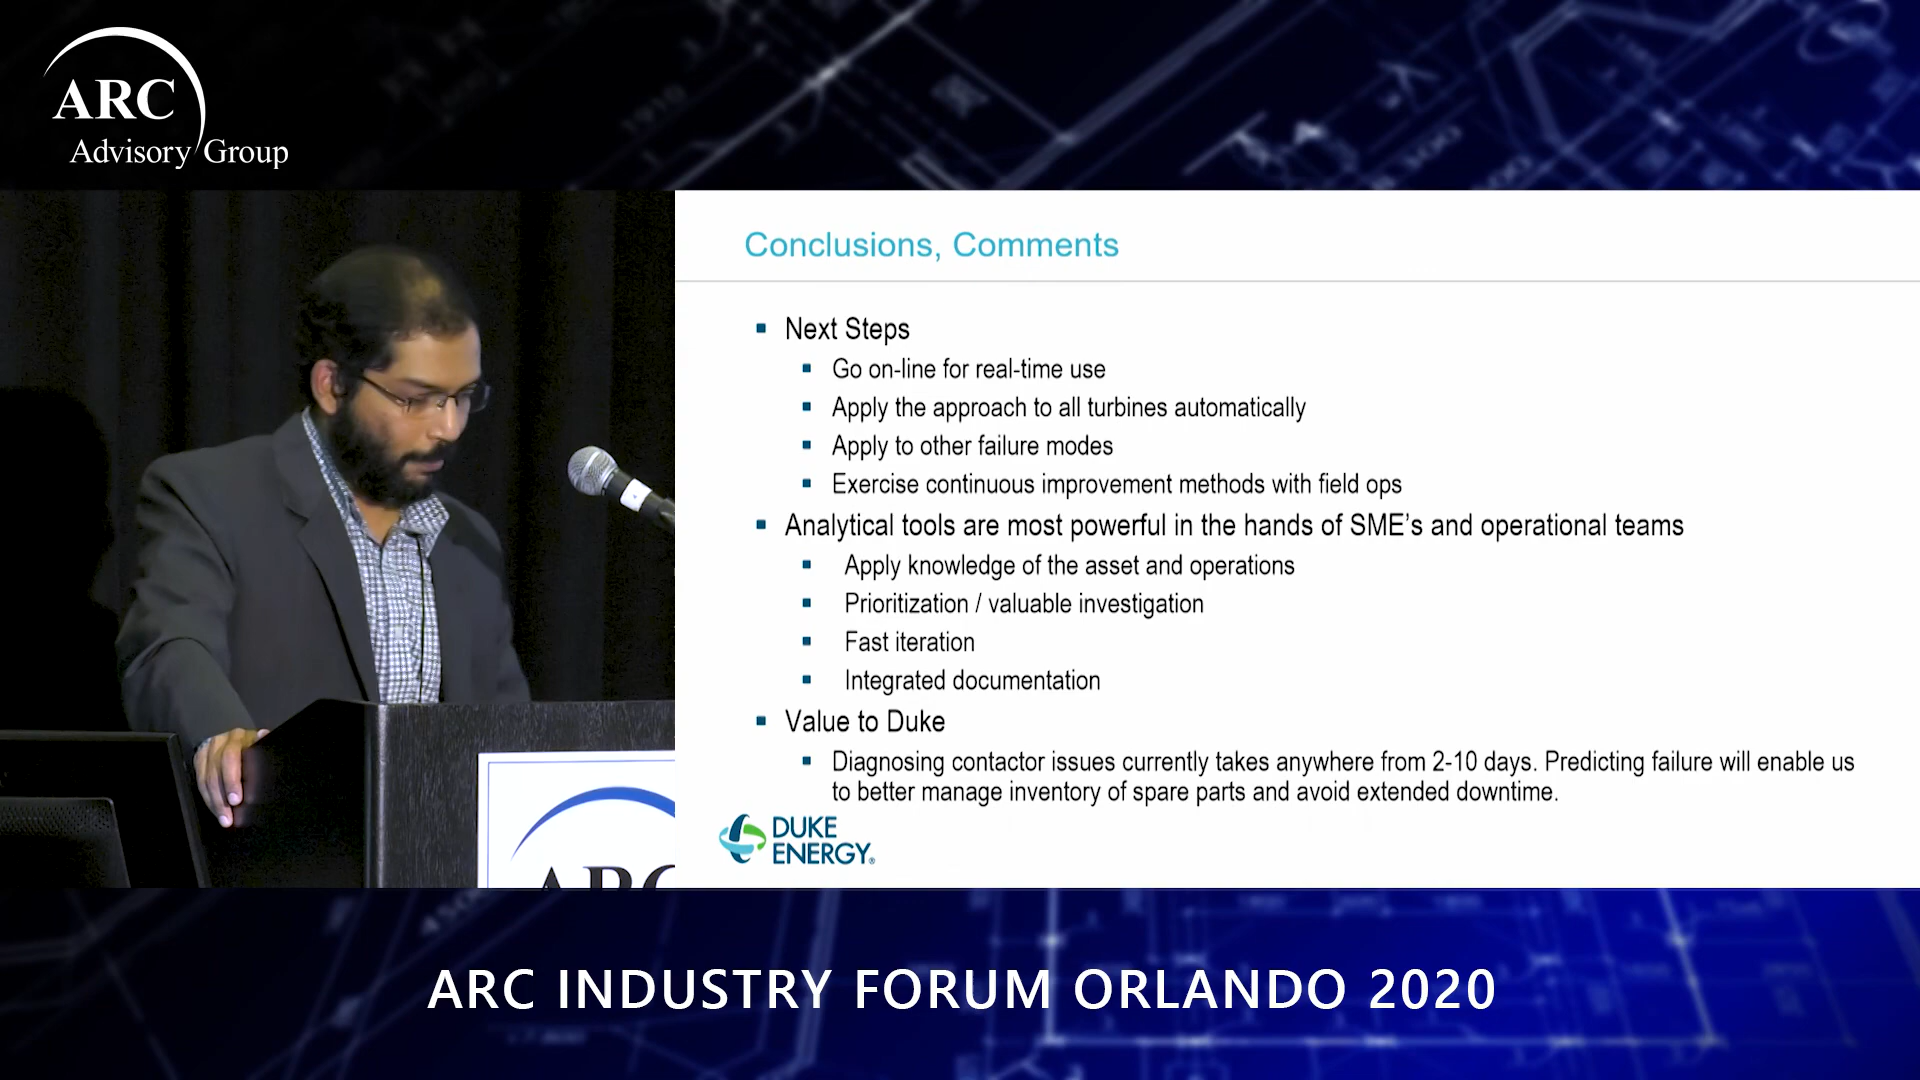 ARC
Advisory Group
Conclusions, Comments
Next Steps
Go on-line for real-time use
Apply the approach to all turbines automatically
Apply to other failure modes
Exercise continuous improvement methods with field ops
Analytical tools are most powerful in the hands of SME's and operational teams
Apply knowledge of the asset and operations
Prioritization / valuable investigation
Fast iteration
Integrated documentation
Value to Duke
Diagnosing contactor issues currently takes anywhere from 2-10 days. Predicting failure will enable us
to better manage inventory of spare parts and avoid extended downtime.
DUKE
ENERGY®
ARC
ARC INDUSTRY FORUM ORLANDO 2020